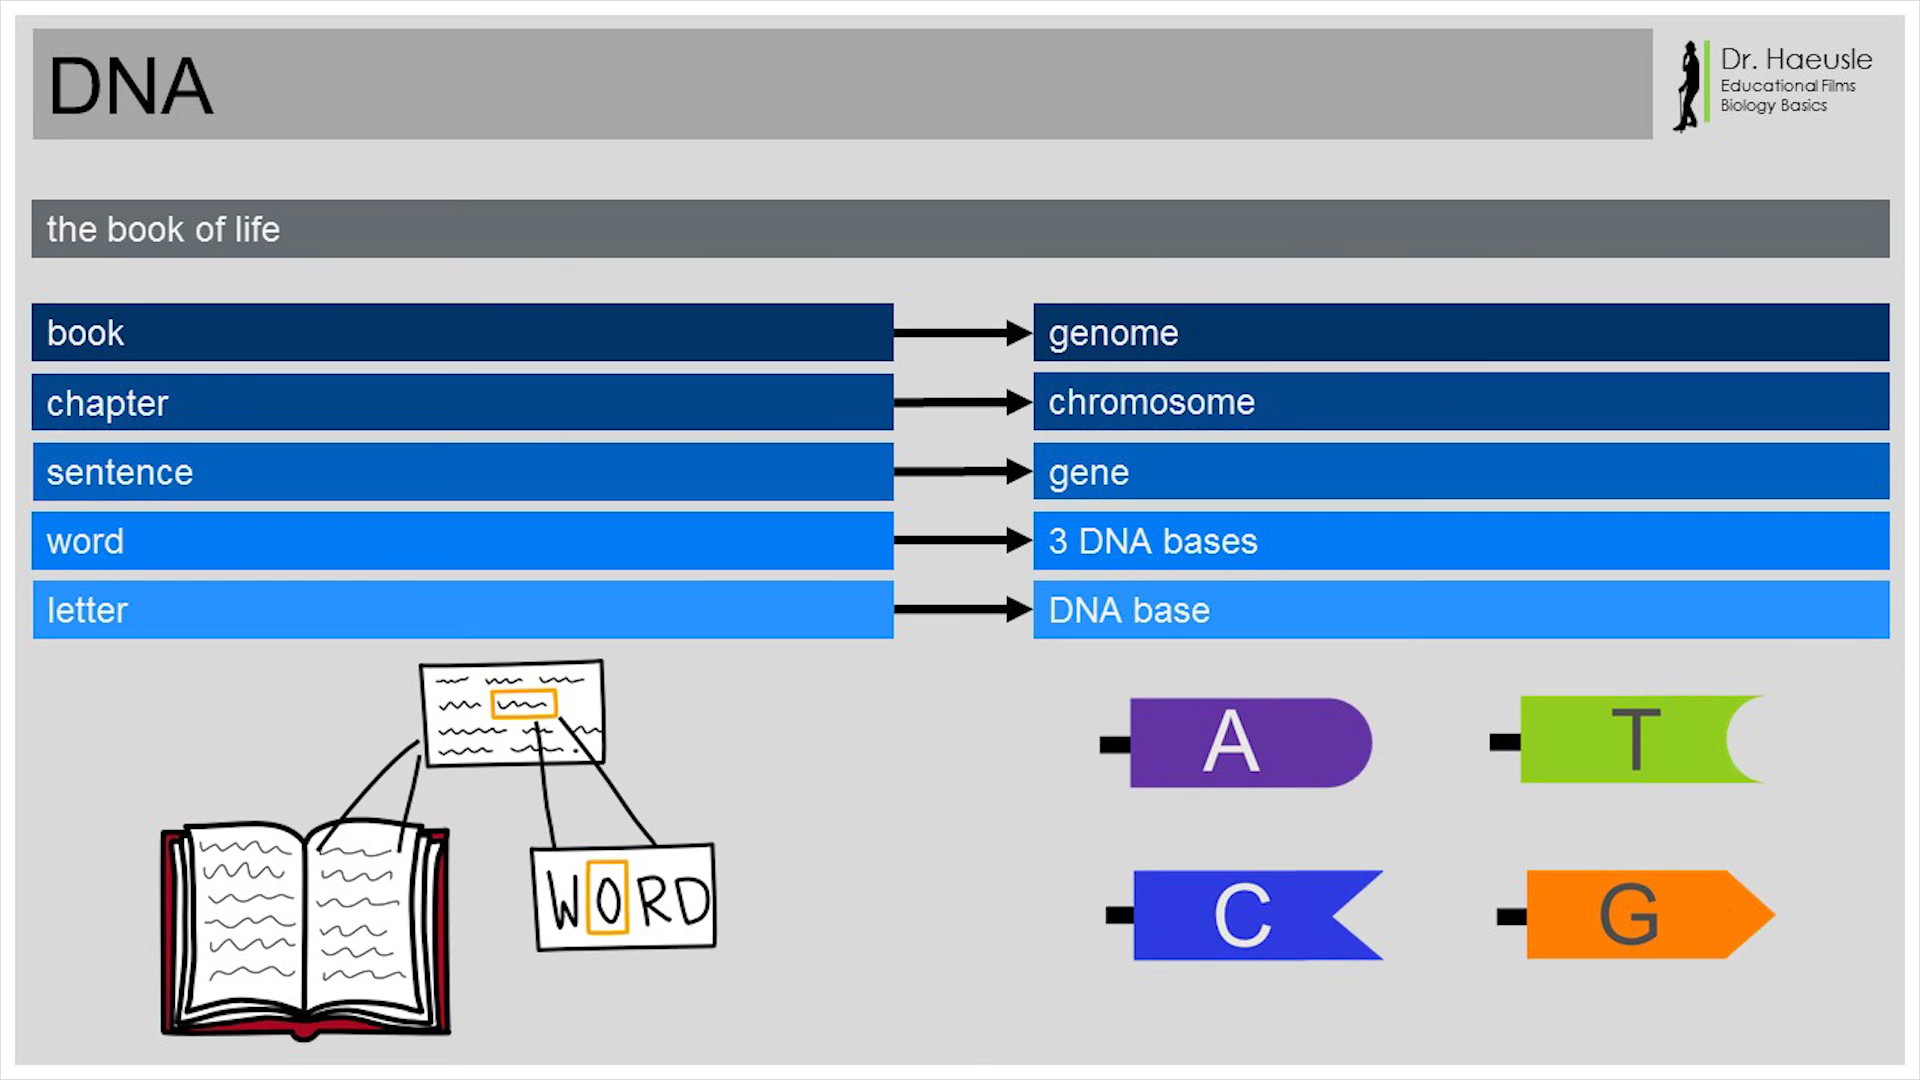 DNA
Dr. Haeusle
Educational Films
Biology Basics
the book of life
book
genome
chapter
chromosome
sentence
gene
word
3 DNA bases
letter
DNA base
A
T
WORD
C
G